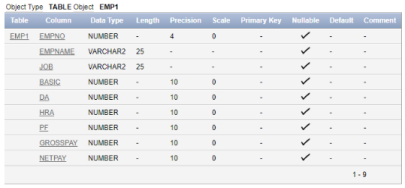 Object Type TABLE Object EMP1
Table Column Data Type Length Precision Scale Primary Key Nullable Default Comment
EMP1 EMPNO NUMBER - 4 0 - ✓ - -
EMPNAME VARCHAR2 25 - - - ✓ - -
JOB VARCHAR2 25 - - - ✓ - -
BASIC NUMBER - 10 0 - ✓ - -
DA NUMBER - 10 0 - ✓ - -
HRA NUMBER - 10 0 - ✓ - -
PF NUMBER - 10 0 - ✓ - -
GROSSPAY NUMBER - 10 0 - ✓ - -
NETPAY NUMBER - 10 0 - ✓ - -
1 - 9